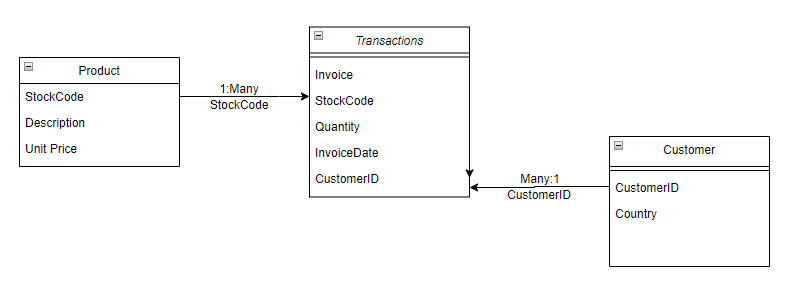 Product
StockCode
Description
Unit Price
1:Many
StockCode
Transactions
Invoice
StockCode
Quantity
InvoiceDate
CustomerID
Many:1
CustomerID
Customer
CustomerID
Country